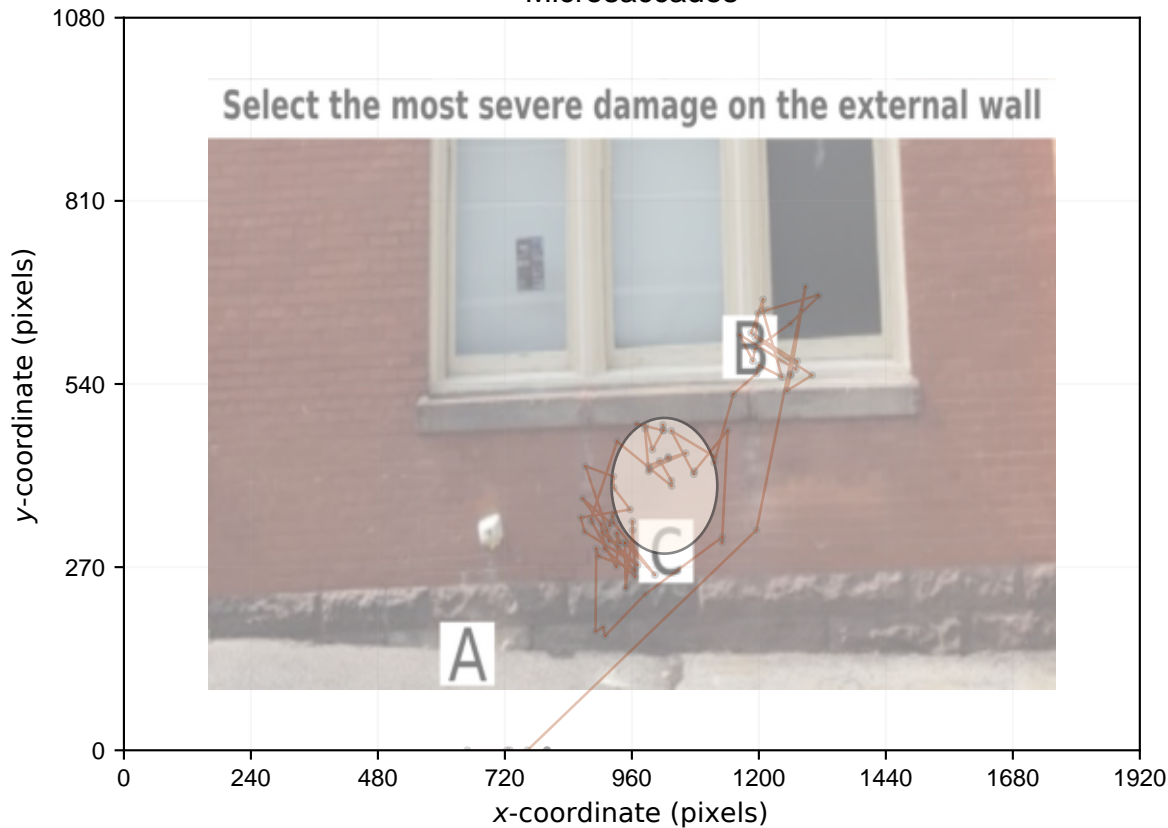 Microsaccades
1080
Select the most severe damage on the external wall
810
B
540
C
270
A
0
0 240 480 720 960 1200 1440 1680 1920
x-coordinate (pixels)
y-coordinate (pixels)